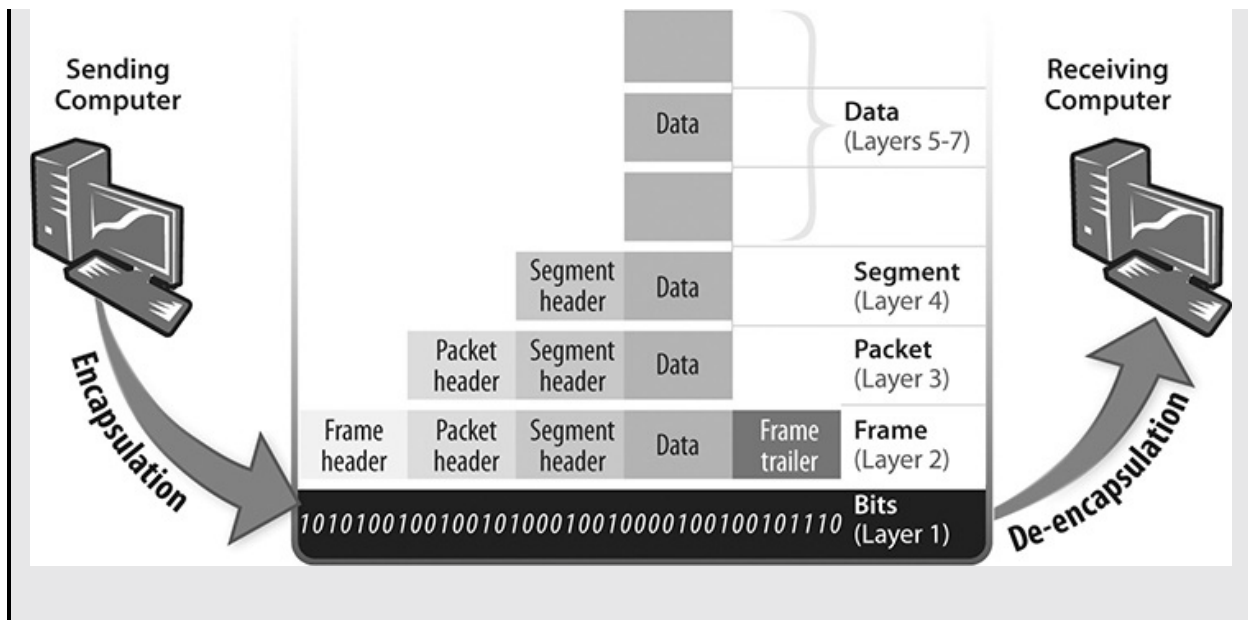 Sending
Computer
Receiving
Computer
Data
Data
(Layers 5-7)
Segment
header
Data
Segment
(Layer 4)
Packet
header
Segment
header
Data
Packet
(Layer 3)
Frame
header
Packet
header
Segment
header
Data
Frame
trailer
Frame
(Layer 2)
1010100100100101000100100001001001011110
Bits
(Layer 1)
Encapsulation
De-encapsulation